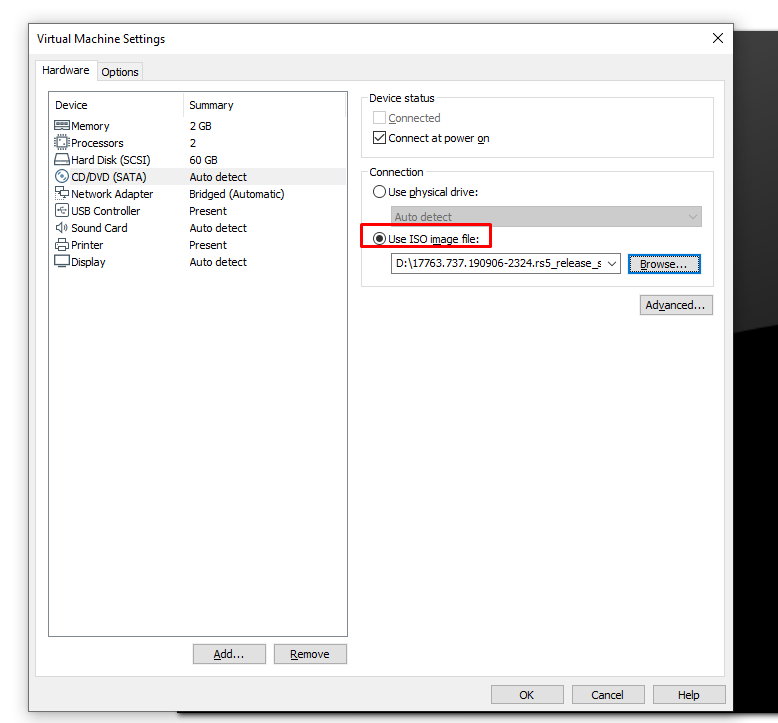 Virtual Machine Settings
Hardware Options
Device Summary
Memory 2 GB
Processors 2
Hard Disk (SCSI) 60 GB
CD/DVD (SATA) Auto detect
Network Adapter Bridged (Automatic)
USB Controller Present
Sound Card Auto detect
Printer Present
Display Auto detect
Add... Remove
Device status
Connected
Connect at power on
Connection
Use physical drive:
Auto detect
Use ISO image file:
D:\17763.737.190906-2324.rs5_release_s Browse...
Advanced...
OK Cancel Help